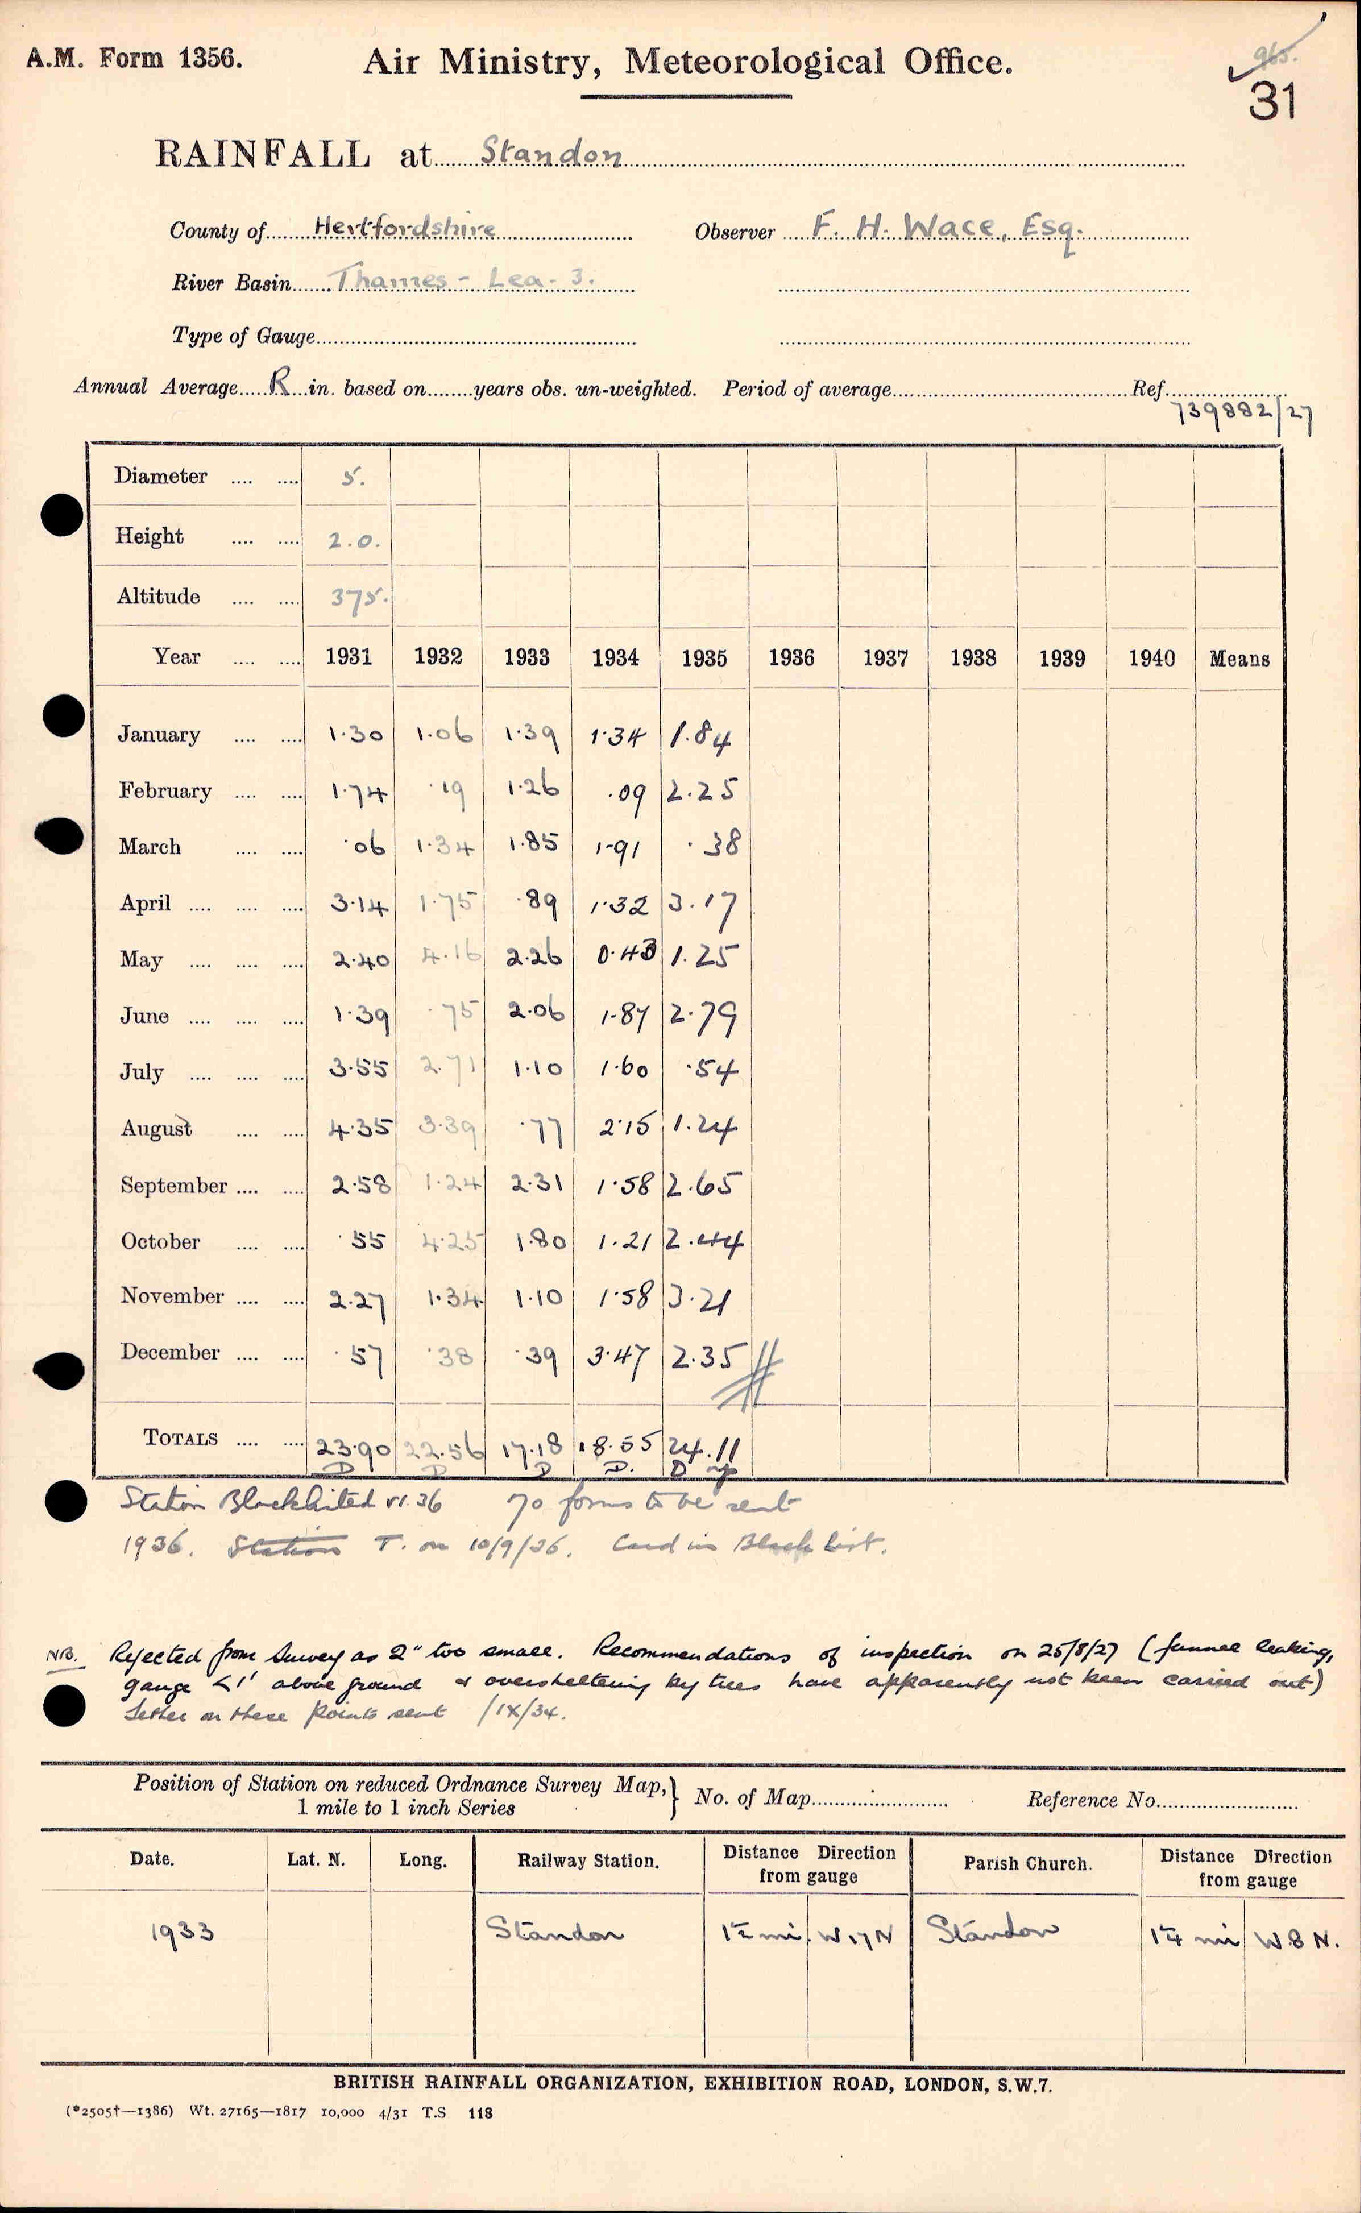 965.
A.M. Form 1356. Air Ministry, Meteorological Office.
31
RAINFALL at Standon
County of Hertfordshire Observer F. H. Wace, Esq.
River Basin Thames - Lea. 3.
Type of Gauge
Annual Average R in. based on years obs. un-weighted. Period of average Ref.
739882/27
Diameter 5.
Height 2.0.
Altitude 375.
Year 1931 1932 1933 1934 1935 1936 1937 1938 1939 1940 Means
January 1.30 1.06 1.39 1.34 1.84
February 1.74 .19 1.26 .09 2.25
March .06 1.34 1.85 1.91 .38
April 3.14 1.75 .89 1.32 3.17
May 2.40 4.16 2.26 0.43 1.25
June 1.39 .75 2.06 1.87 2.79
July 3.55 2.71 1.10 1.60 .54
August 4.35 3.39 .77 2.15 1.24
September 2.58 1.24 2.31 1.58 2.65
October .55 4.25 1.80 1.21 2.44
November 2.27 1.34 1.10 1.58 3.21
December .57 .38 .39 3.47 2.35
TOTALS 23.90 22.56 17.18 18.55 24.11
D D D D. D
Station Blacklisted VI.36 No forms to be sent
1936. Station T. on 10/9/36. Card in Black list.
NB. Rejected from Survey as 2" too small. Recommendations of inspection on 25/8/27 (funnel leaking,
gauge <1' above ground & oversheltering by trees have apparently not been carried out)
Letter on these points sent /IX/34.
Position of Station on reduced Ordnance Survey Map, } No. of Map Reference No.
1 mile to 1 inch Series
Date. Lat. N. Long. Railway Station. Distance Direction from gauge Parish Church. Distance Direction from gauge
1933 Standon 1½ mi. W 17 N Standon 1¼ mi W. 8 N.
BRITISH RAINFALL ORGANIZATION, EXHIBITION ROAD, LONDON, S.W.7.
(*2505†—1386) Wt. 27165—1817 10,000 4/31 T.S 118